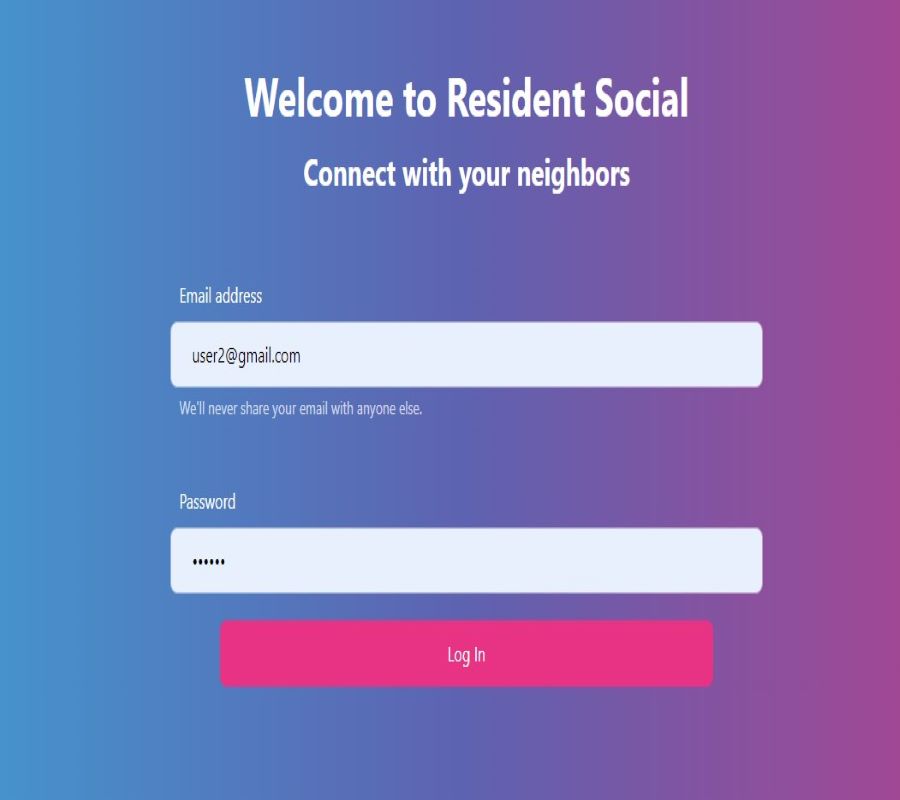 Welcome to Resident Social
Connect with your neighbors
Email address
user2@gmail.com
We'll never share your email with anyone else.
Password
••••••
Log In